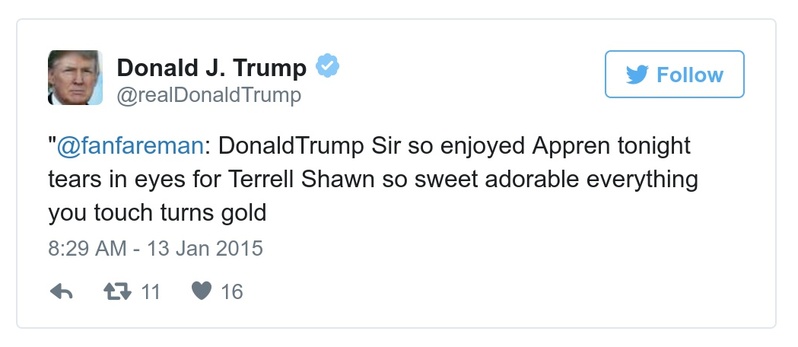 Donald J. Trump
@realDonaldTrump
Follow
"@fanfareman: DonaldTrump Sir so enjoyed Appren tonight
tears in eyes for Terrell Shawn so sweet adorable everything
you touch turns gold
8:29 AM - 13 Jan 2015
11 16